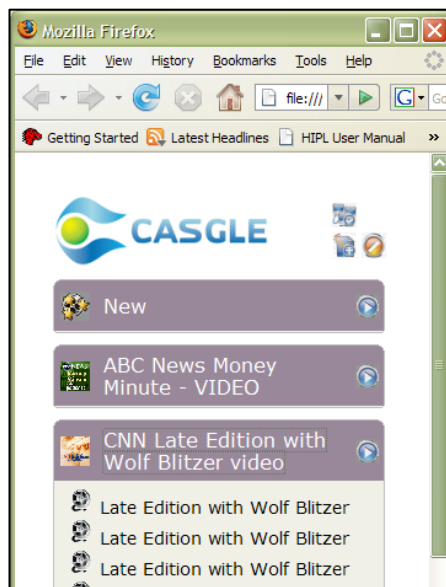 Mozilla Firefox
File Edit View History Bookmarks Tools Help
file:/// G Go
Getting Started Latest Headlines HIPL User Manual »
CASGLE
New
ABC News Money
Minute - VIDEO
CNN Late Edition with
Wolf Blitzer video
Late Edition with Wolf Blitzer
Late Edition with Wolf Blitzer
Late Edition with Wolf Blitzer